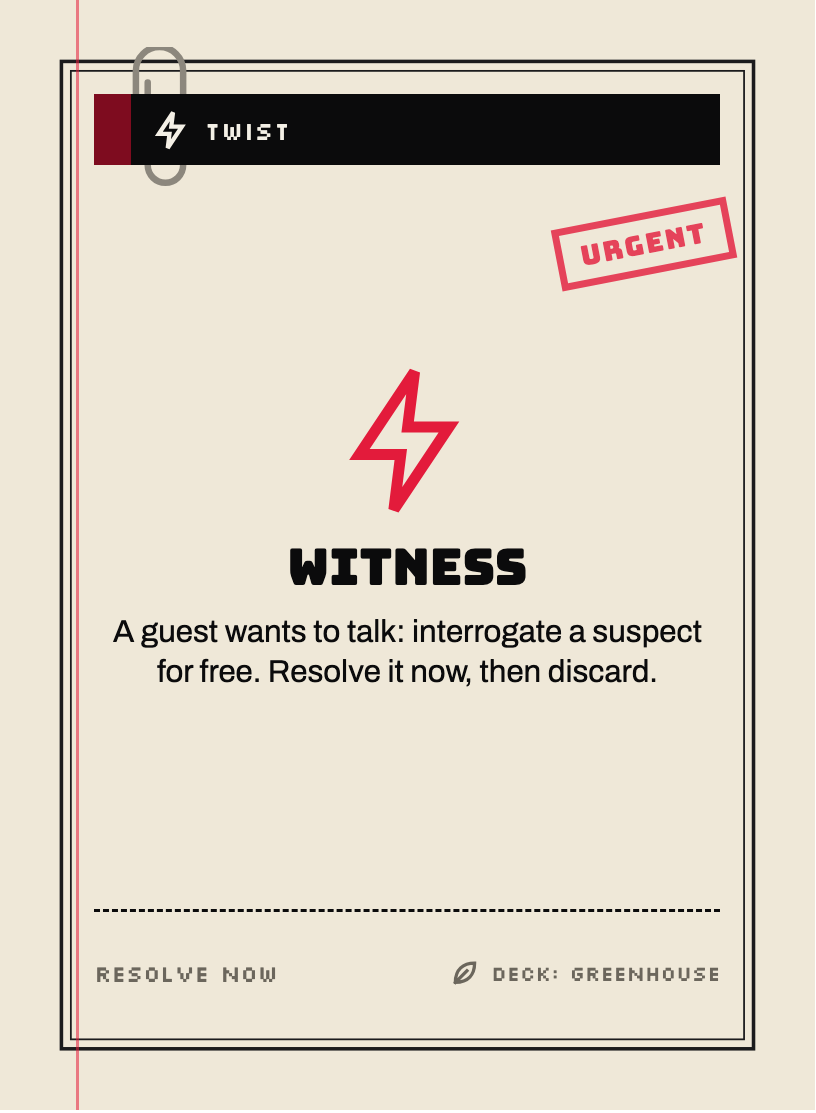 TWIST
URGENT
WITNESS
A guest wants to talk: interrogate a suspect
for free. Resolve it now, then discard.
RESOLVE NOW
DECK: GREENHOUSE